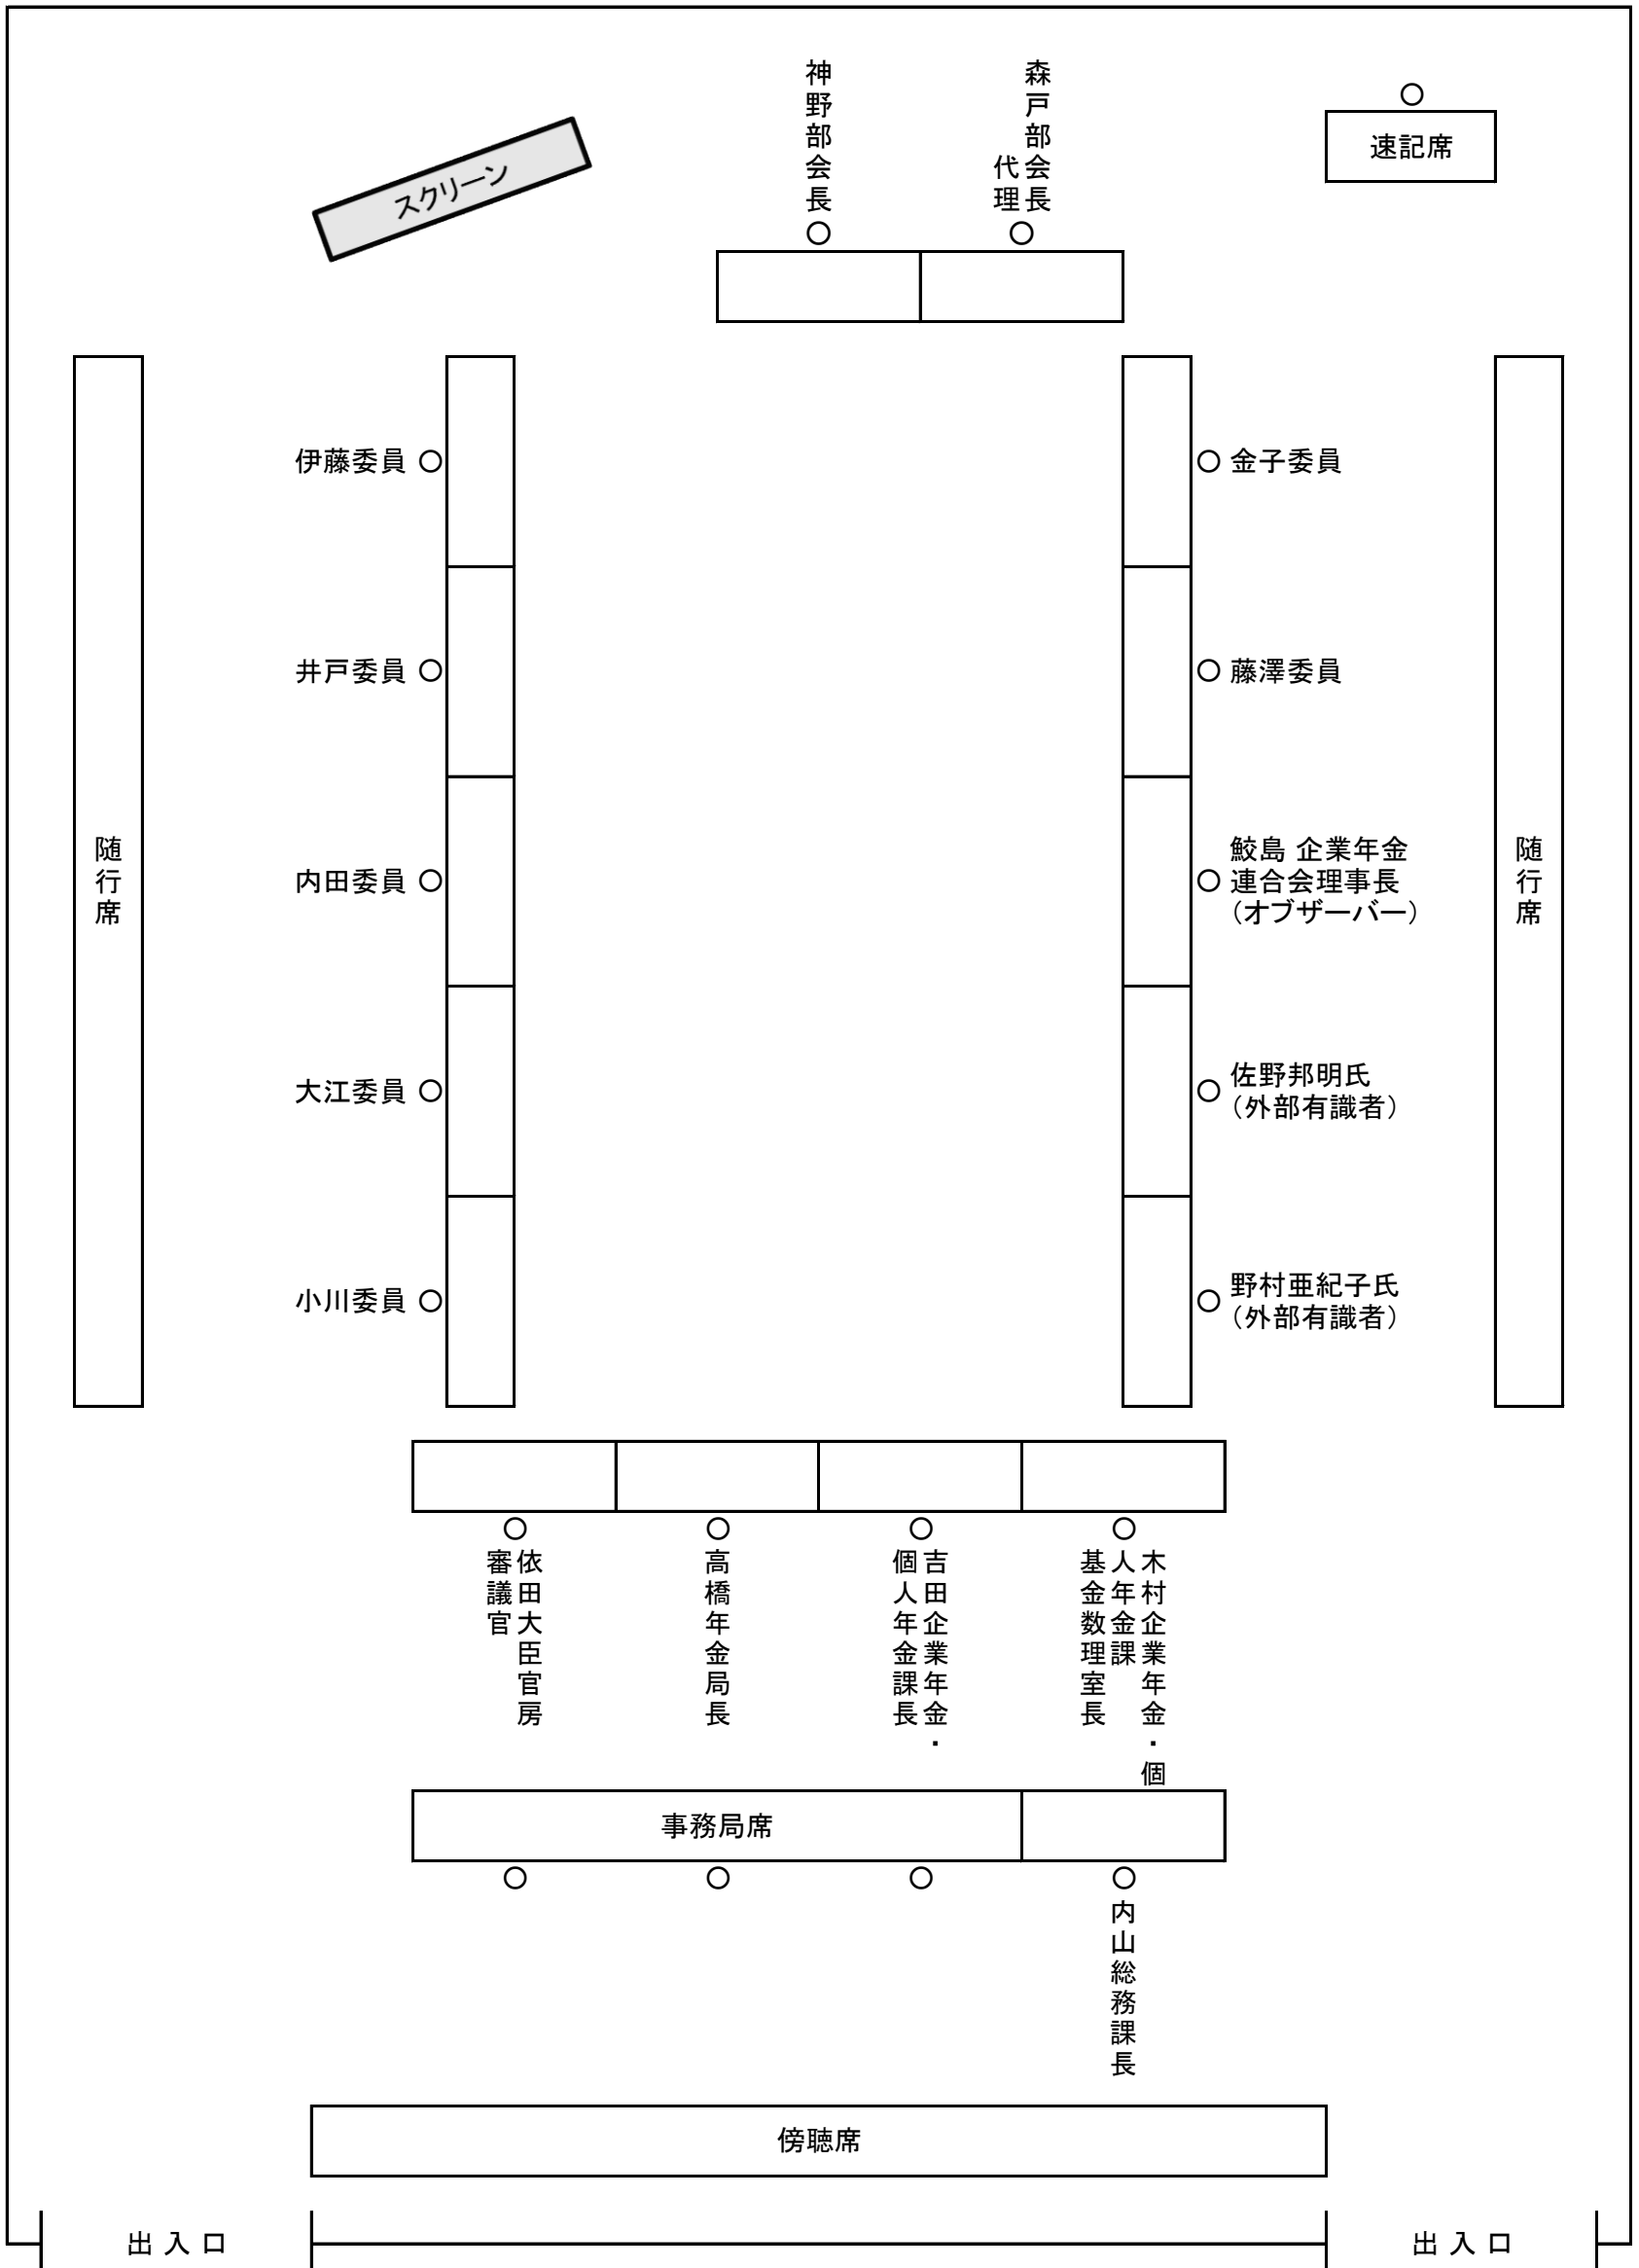 神野部会長
森戸部会長
代理
速記席
スクリーン
伊藤委員
井戸委員
内田委員
大江委員
小川委員
金子委員
藤澤委員
鮫島 企業年金
連合会理事長
（オブザーバー）
佐野邦明氏
（外部有識者）
野村亜紀子氏
（外部有識者）
随行席
随行席
依田大臣官房
審議官
高橋年金局長
吉田企業年金・
個人年金課長
木村企業年金・個
人年金課
基金数理室長
事務局席
内山総務課長
傍聴席
出入口
出入口